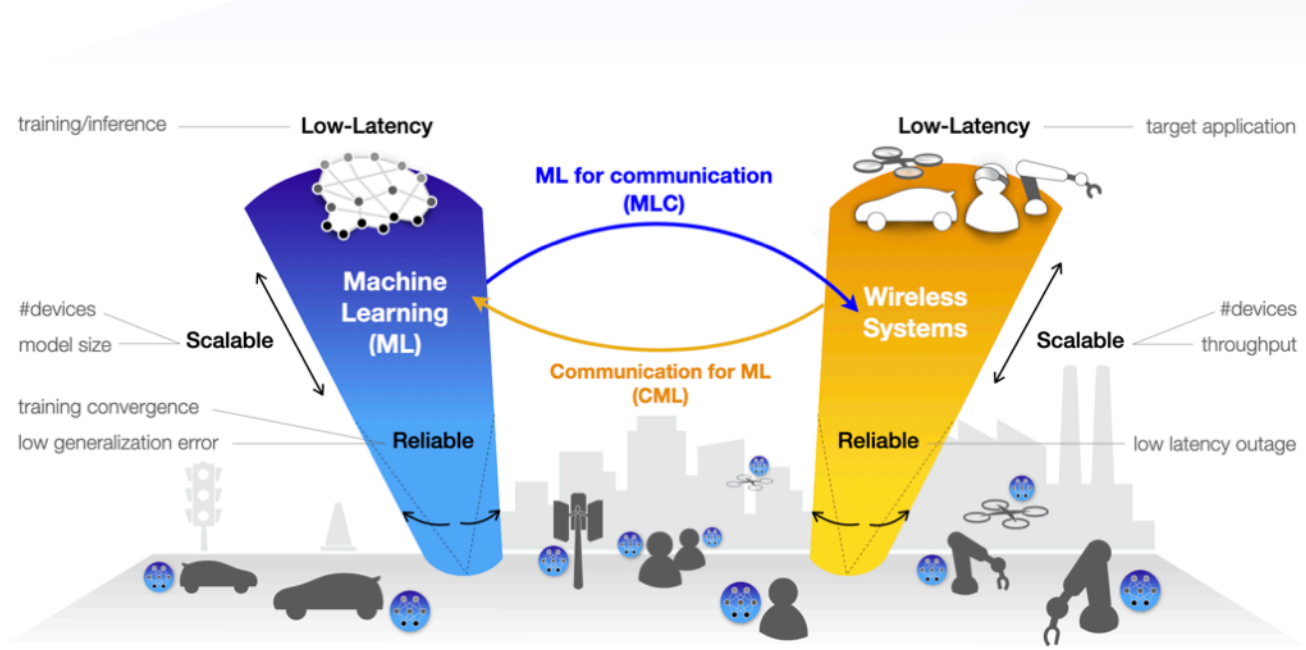 training/inference
Low-Latency
Low-Latency
target application
ML for communication
(MLC)
Machine
Learning
(ML)
Wireless
Systems
#devices
model size
Scalable
Scalable
#devices
throughput
Communication for ML
(CML)
training convergence
low generalization error
Reliable
Reliable
low latency outage